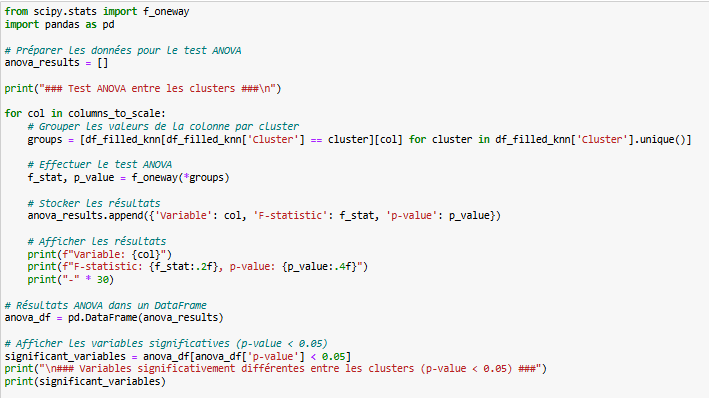 from scipy.stats import f_oneway
import pandas as pd
# Préparer les données pour le test ANOVA
anova_results = []
print("### Test ANOVA entre les clusters ###\n")
for col in columns_to_scale:
# Grouper les valeurs de la colonne par cluster
groups = [df_filled_knn[df_filled_knn['Cluster'] == cluster][col] for cluster in df_filled_knn['Cluster'].unique()]
# Effectuer le test ANOVA
f_stat, p_value = f_oneway(*groups)
# Stocker les résultats
anova_results.append({'Variable': col, 'F-statistic': f_stat, 'p-value': p_value})
# Afficher les résultats
print(f"Variable: {col}")
print(f"F-statistic: {f_stat:.2f}, p-value: {p_value:.4f}")
print("-" * 30)
# Résultats ANOVA dans un DataFrame
anova_df = pd.DataFrame(anova_results)
# Afficher les variables significatives (p-value < 0.05)
significant_variables = anova_df[anova_df['p-value'] < 0.05]
print("\n### Variables significativement différentes entre les clusters (p-value < 0.05) ###")
print(significant_variables)